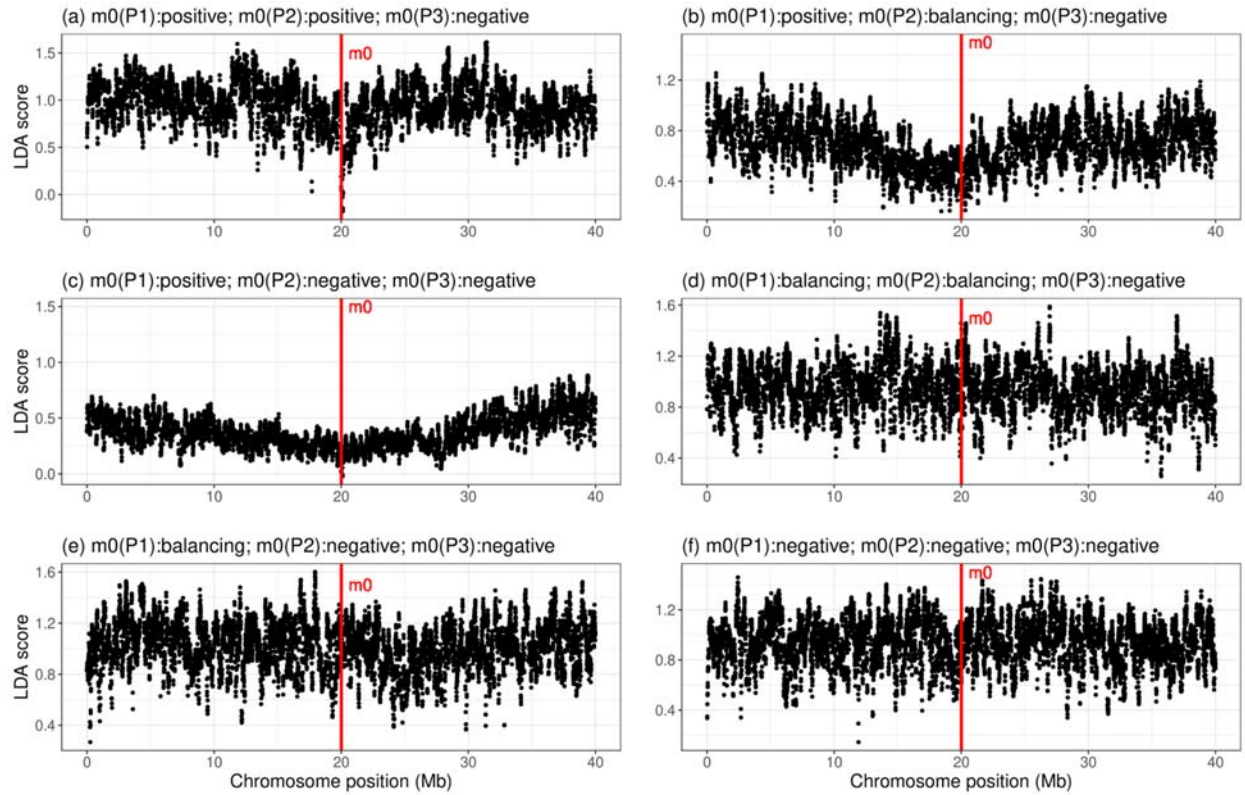 (a) m0(P1):positive; m0(P2):positive; m0(P3):negative
1.5
1.0
0.5
0.0
LDA score
m0
0 10 20 30 40
(b) m0(P1):positive; m0(P2):balancing; m0(P3):negative
1.2
0.8
0.4
m0
0 10 20 30 40
(c) m0(P1):positive; m0(P2):negative; m0(P3):negative
1.5
1.0
0.5
0.0
LDA score
m0
0 10 20 30 40
(d) m0(P1):balancing; m0(P2):balancing; m0(P3):negative
1.6
1.2
0.8
0.4
m0
0 10 20 30 40
(e) m0(P1):balancing; m0(P2):negative; m0(P3):negative
1.6
1.2
0.8
0.4
LDA score
m0
0 10 20 30 40
Chromosome position (Mb)
(f) m0(P1):negative; m0(P2):negative; m0(P3):negative
1.2
0.8
0.4
m0
0 10 20 30 40
Chromosome position (Mb)